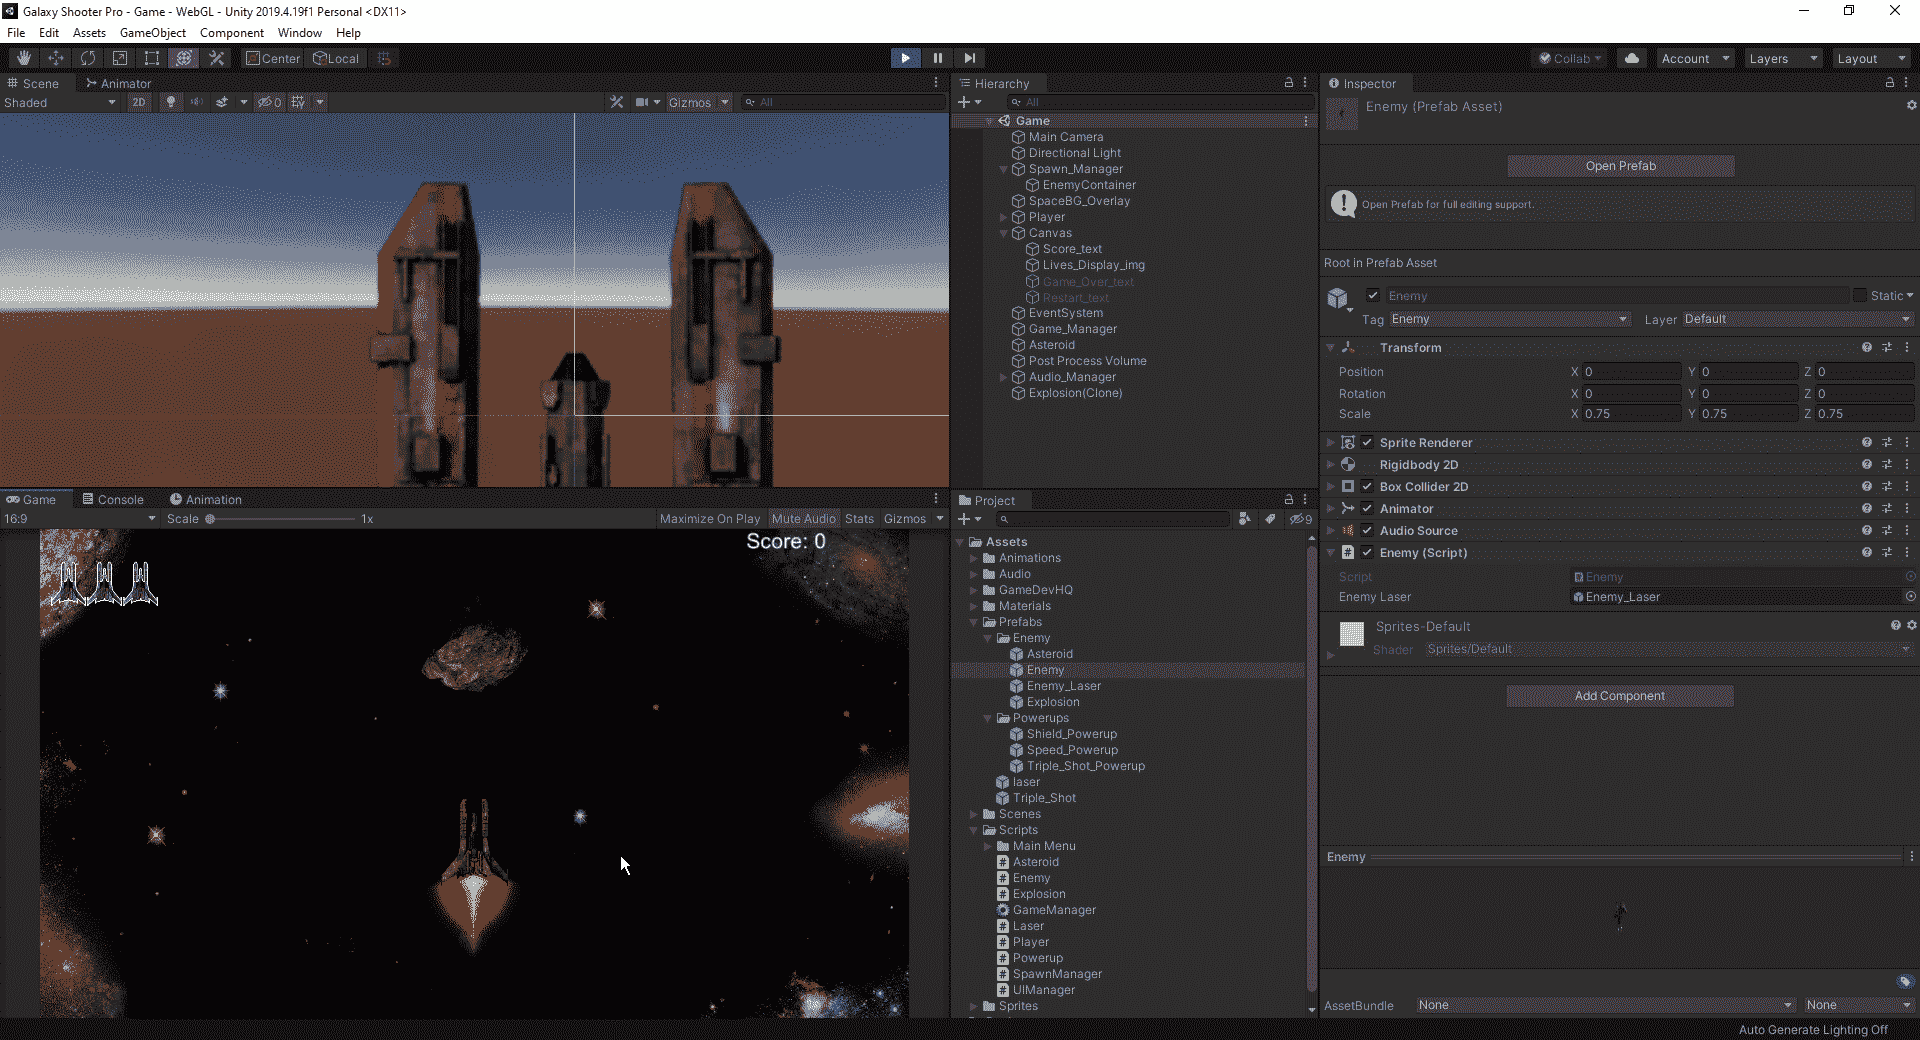 Galaxy Shooter Pro - Game - WebGL - Unity 2019.4.19f1 Personal <DX11>
File Edit Assets GameObject Component Window Help
Center Local
Collab Account Layers Layout
Scene Animator
Shaded 2D 0 Gizmos All
Game Console Animation
16:9 Scale 1x Maximize On Play Mute Audio Stats Gizmos
Score: 0
Hierarchy
All
Game
Main Camera
Directional Light
Spawn_Manager
EnemyContainer
SpaceBG_Overlay
Player
Canvas
Score_text
Lives_Display_img
Game_Over_text
Restart_text
EventSystem
Game_Manager
Asteroid
Post Process Volume
Audio_Manager
Explosion(Clone)
Project
9
Assets
Animations
Audio
GameDevHQ
Materials
Prefabs
Enemy
Asteroid
Enemy
Enemy_Laser
Explosion
Powerups
Shield_Powerup
Speed_Powerup
Triple_Shot_Powerup
laser
Triple_Shot
Scenes
Scripts
Main Menu
Asteroid
Enemy
Explosion
GameManager
Laser
Player
Powerup
SpawnManager
UIManager
Sprites
Inspector
Enemy (Prefab Asset)
Open Prefab
Open Prefab for full editing support.
Root in Prefab Asset
Enemy Static
Tag Enemy Layer Default
Transform
Position X 0 Y 0 Z 0
Rotation X 0 Y 0 Z 0
Scale X 0.75 Y 0.75 Z 0.75
Sprite Renderer
Rigidbody 2D
Box Collider 2D
Animator
Audio Source
Enemy (Script)
Script Enemy
Enemy Laser Enemy_Laser
Sprites-Default
Shader Sprites/Default
Add Component
Enemy
AssetBundle None None
Auto Generate Lighting Off